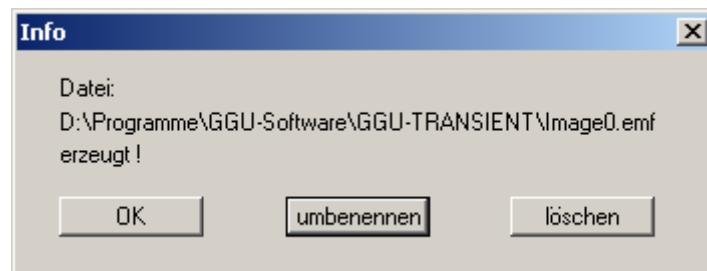 Info
Datei:
D:\Programme\GGU-Software\GGU-TRANSIENT\Image0.emf
erzeugt !
OK umbenennen löschen